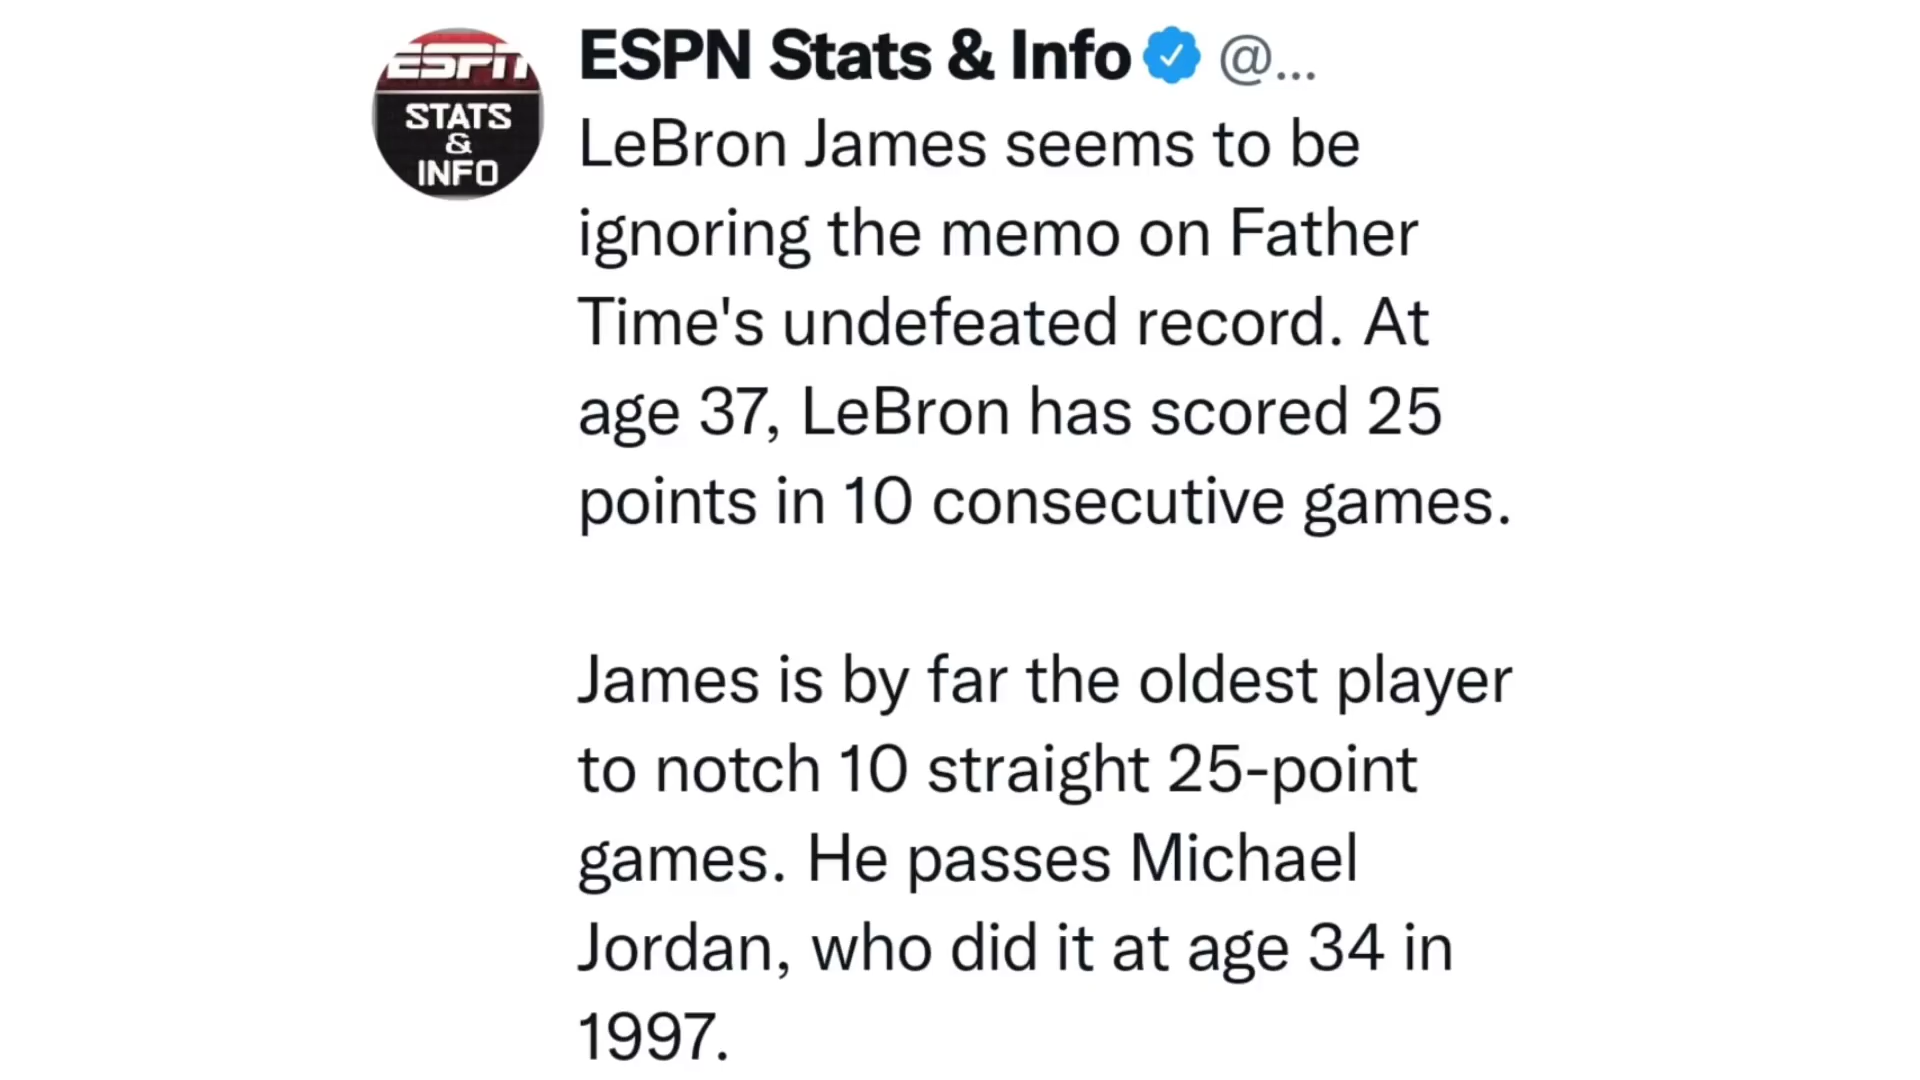 ESPN
STATS
&
INFO
ESPN Stats & Info @...
LeBron James seems to be
ignoring the memo on Father
Time's undefeated record. At
age 37, LeBron has scored 25
points in 10 consecutive games.
James is by far the oldest player
to notch 10 straight 25-point
games. He passes Michael
Jordan, who did it at age 34 in
1997.